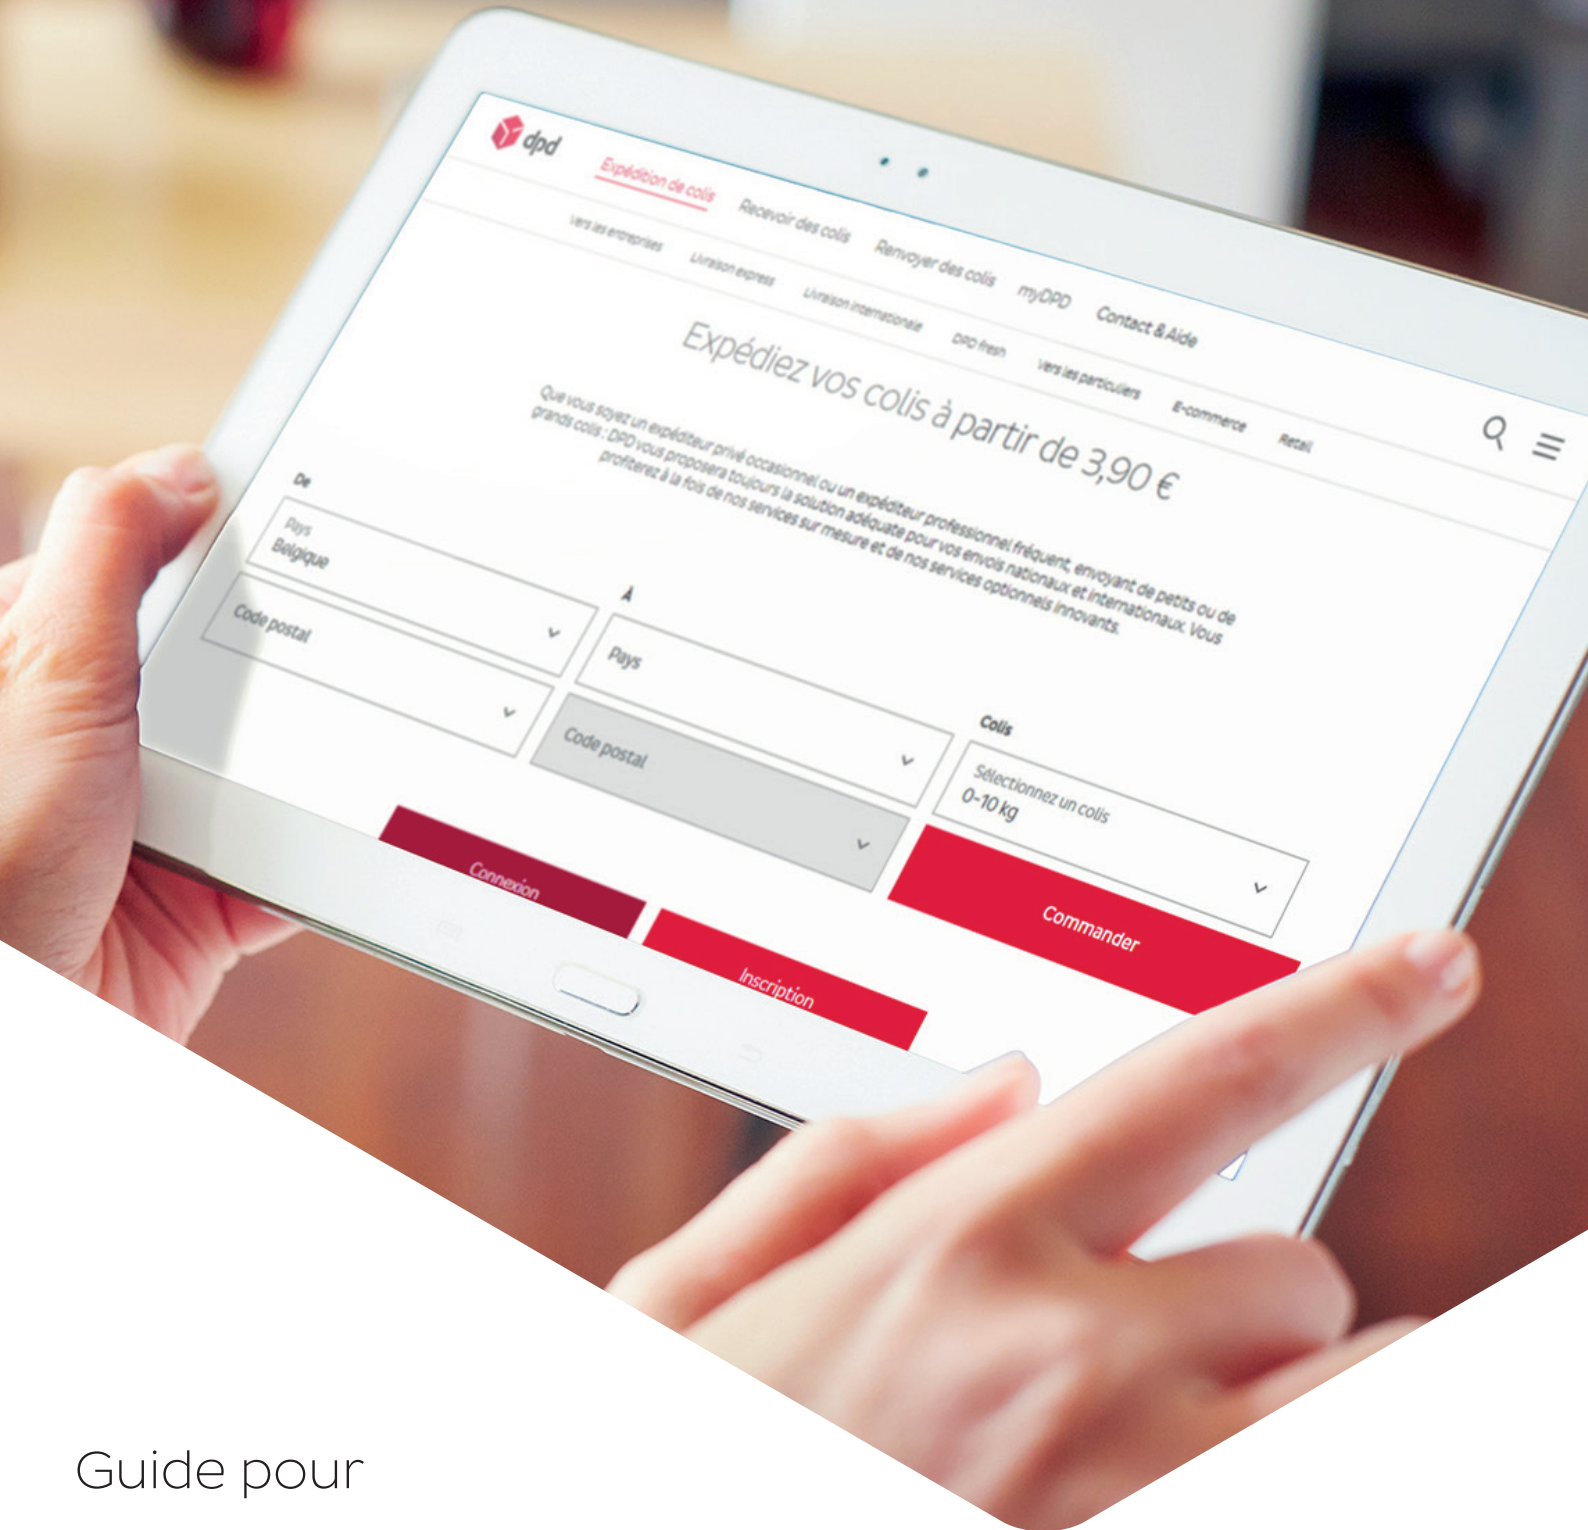 dpd
Expédition de colis
Recevoir des colis
Renvoyer des colis
myDPD
Contact & Aide
Vers les entreprises
Livraison express
Livraison internationale
DPD fresh
Vers les particuliers
E-commerce
Retail
Expédiez vos colis à partir de 3,90 €
Que vous soyez un expéditeur privé occasionnel ou un expéditeur professionnel fréquent, envoyant de petits ou de
grands colis : DPD vous proposera toujours la solution adéquate pour vos envois nationaux et internationaux. Vous
profiterez à la fois de nos services sur mesure et de nos services optionnels innovants.
De
Pays
Belgique
Code postal
À
Pays
Code postal
Colis
Sélectionnez un colis
0-10 kg
Commander
Connexion
Inscription
Guide pour